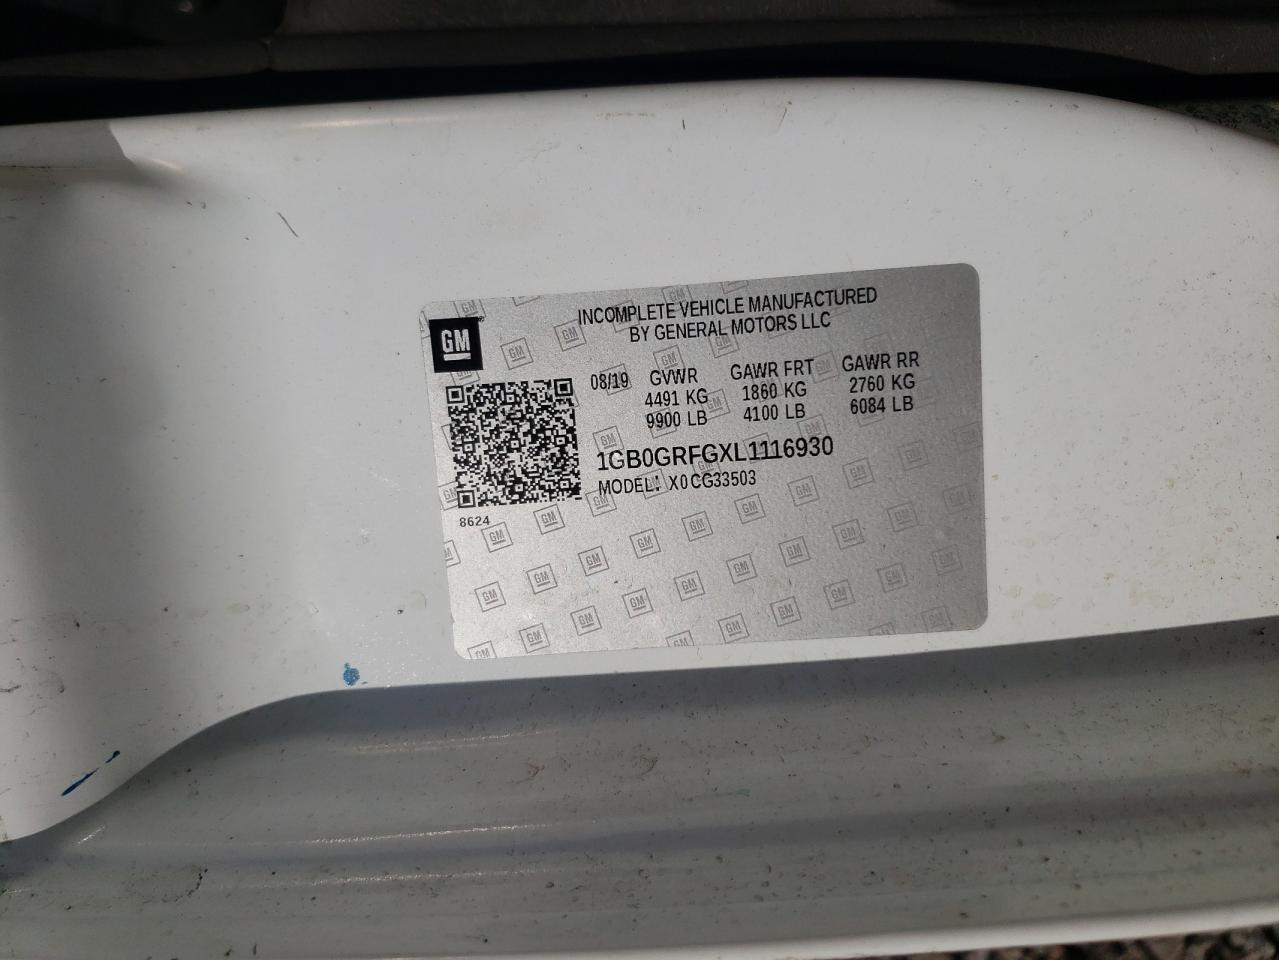 INCOMPLETE VEHICLE MANUFACTURED
BY GENERAL MOTORS LLC
GM
08/19 GVWR GAWR FRT GAWR RR
4491 KG 1860 KG 2760 KG
9900 LB 4100 LB 6084 LB
1GB0GRFGXL1116930
MODEL: X0CG33503
8624